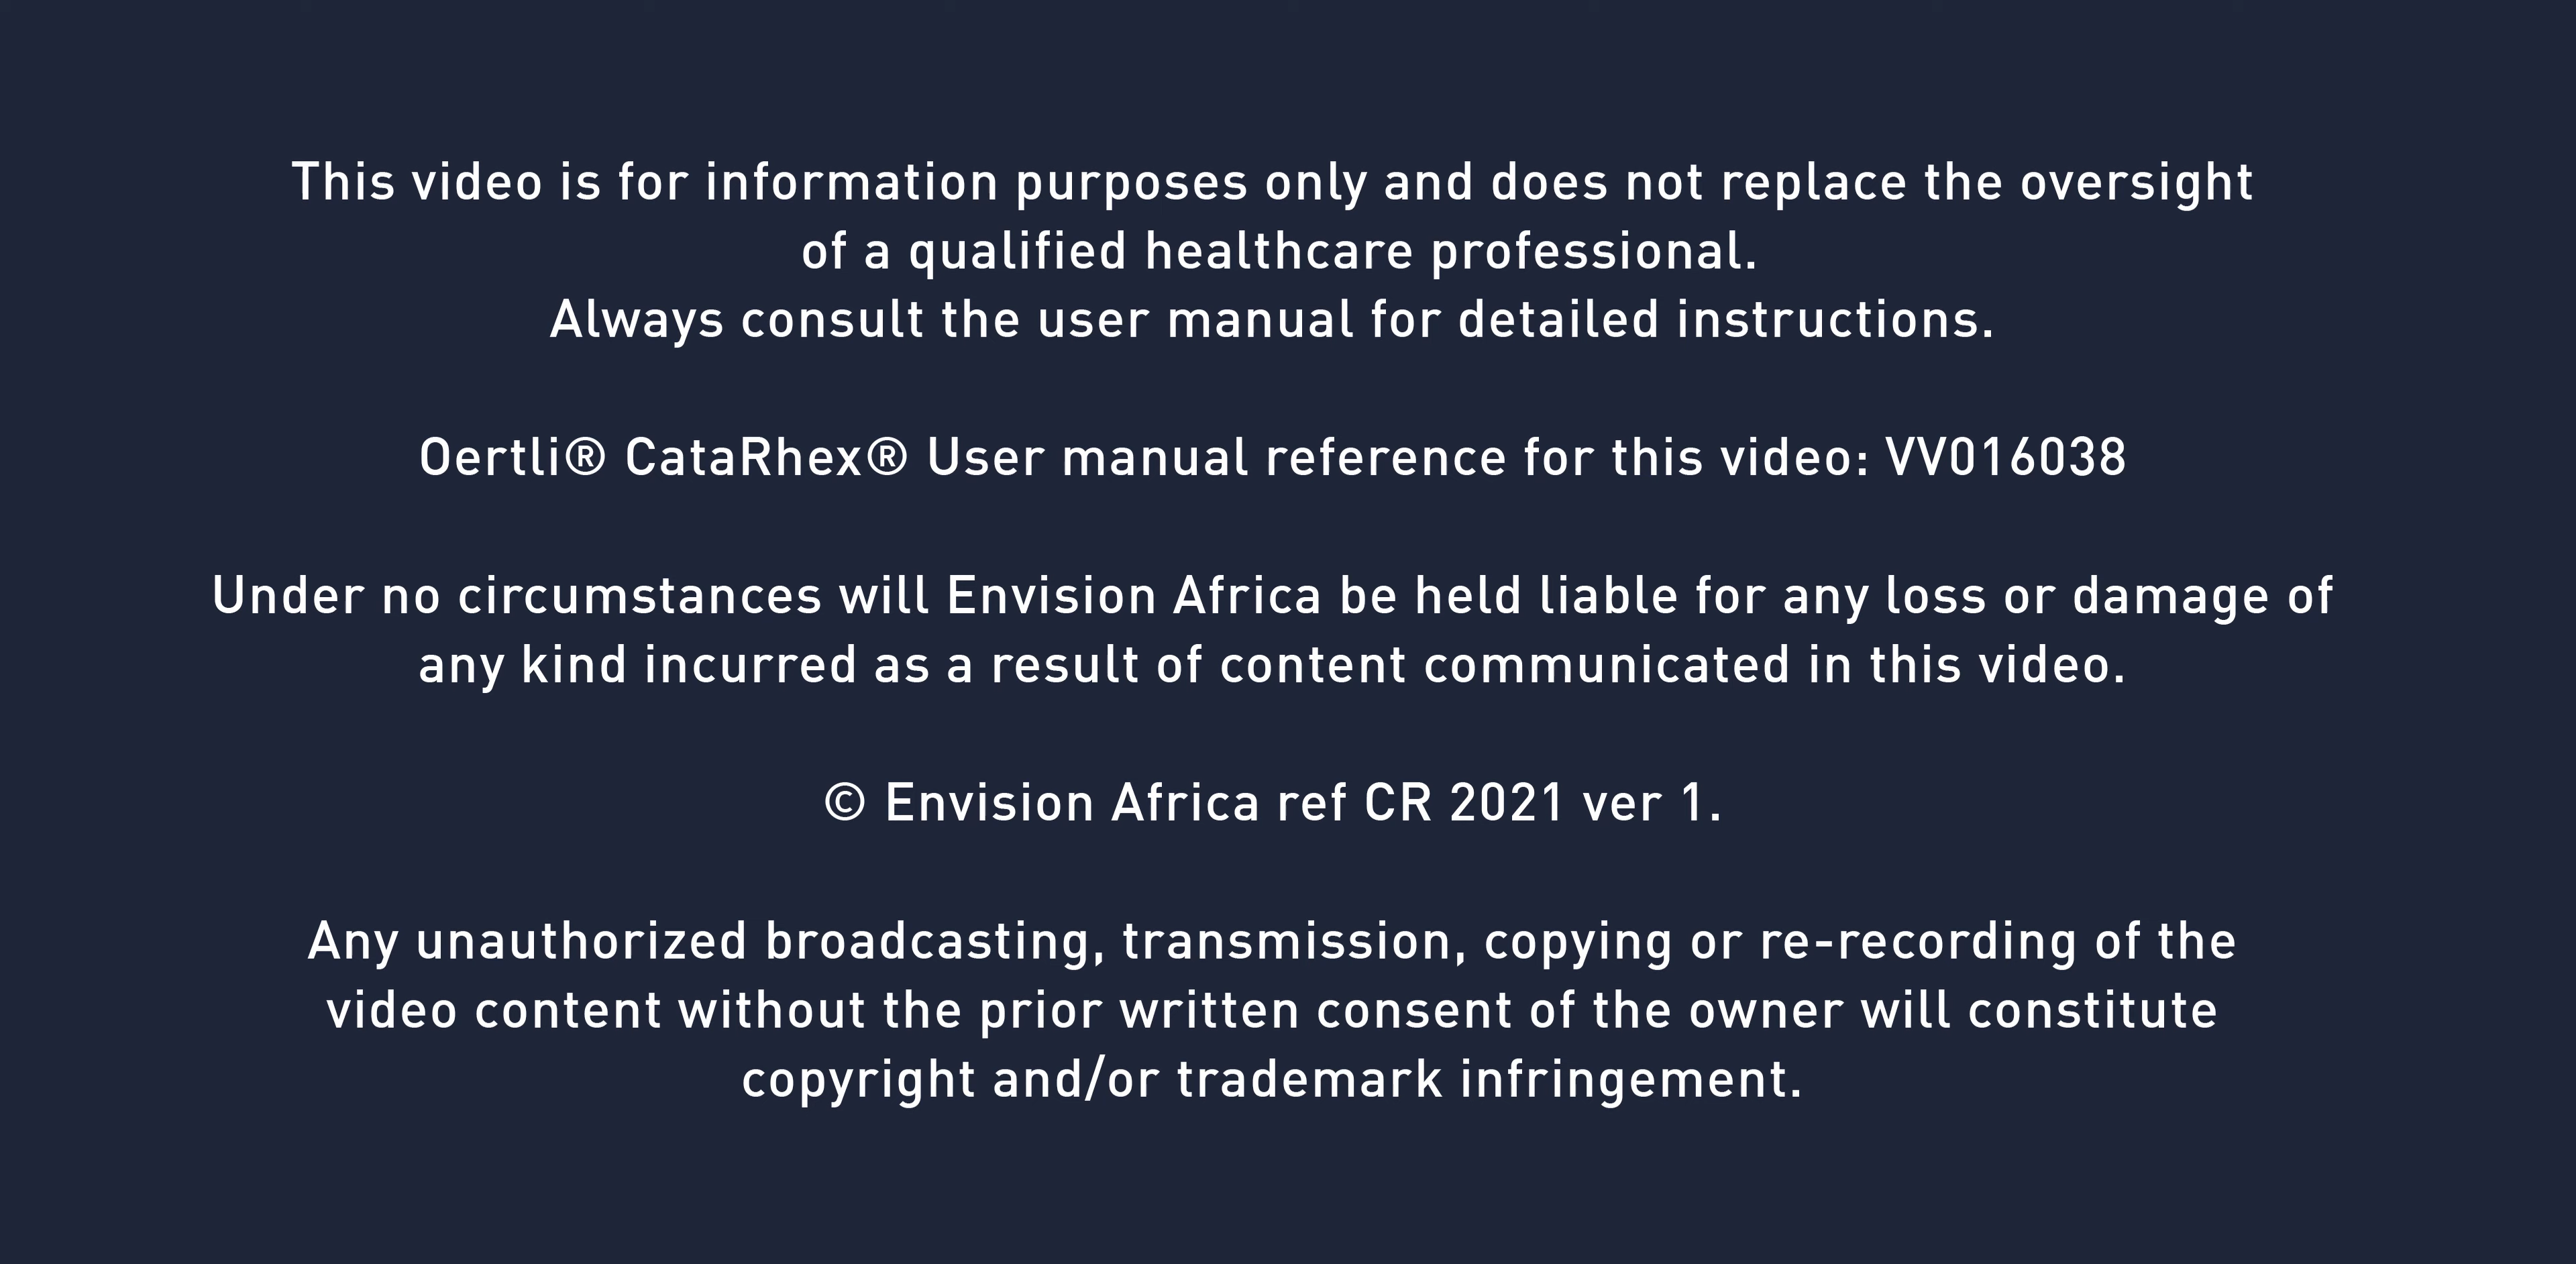 This video is for information purposes only and does not replace the oversight
of a qualified healthcare professional.
Always consult the user manual for detailed instructions.
Oertli® CataRhex® User manual reference for this video: VV016038
Under no circumstances will Envision Africa be held liable for any loss or damage of
any kind incurred as a result of content communicated in this video.
© Envision Africa ref CR 2021 ver 1.
Any unauthorized broadcasting, transmission, copying or re-recording of the
video content without the prior written consent of the owner will constitute
copyright and/or trademark infringement.